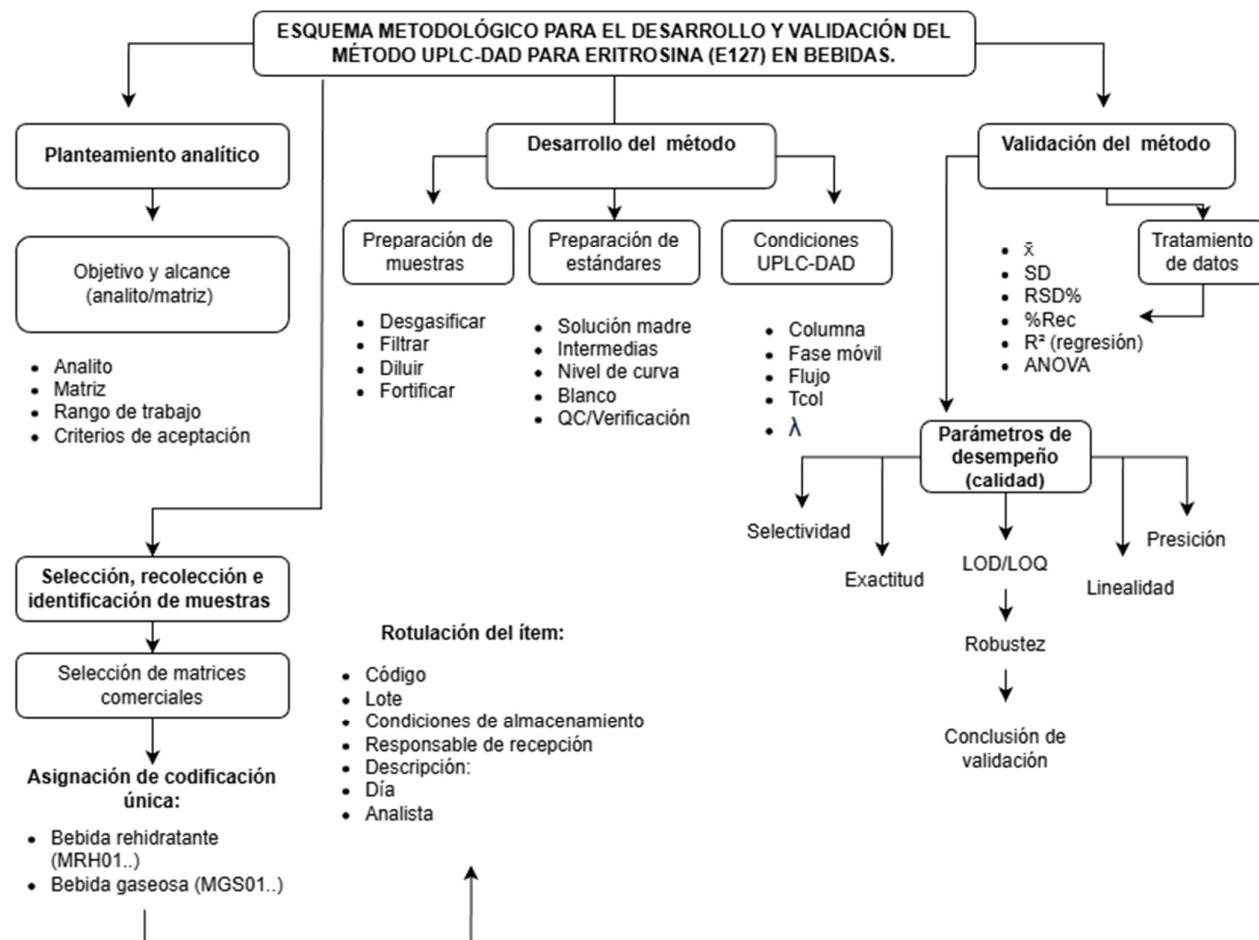 ESQUEMA METODOLÓGICO PARA EL DESARROLLO Y VALIDACIÓN DEL
MÉTODO UPLC-DAD PARA ERITROSINA (E127) EN BEBIDAS.
Planteamiento analítico
Objetivo y alcance
(analito/matriz)
• Analito
• Matriz
• Rango de trabajo
• Criterios de aceptación
Selección, recolección e
identificación de muestras
Selección de matrices
comerciales
Asignación de codificación
única:
• Bebida rehidratante
(MRH01..)
• Bebida gaseosa (MGS01..)
Rotulación del ítem:
• Código
• Lote
• Condiciones de almacenamiento
• Responsable de recepción
• Descripción:
• Día
• Analista
Desarrollo del método
Preparación de
muestras
• Desgasificar
• Filtrar
• Diluir
• Fortificar
Preparación de
estándares
• Solución madre
• Intermedias
• Nivel de curva
• Blanco
• QC/Verificación
Condiciones
UPLC-DAD
• Columna
• Fase móvil
• Flujo
• Tcol
• λ
Validación del método
Tratamiento
de datos
• x̄
• SD
• RSD%
• %Rec
• R² (regresión)
• ANOVA
Parámetros de
desempeño
(calidad)
Selectividad
Exactitud
LOD/LOQ
Linealidad
Presición
Robustez
Conclusión de
validación